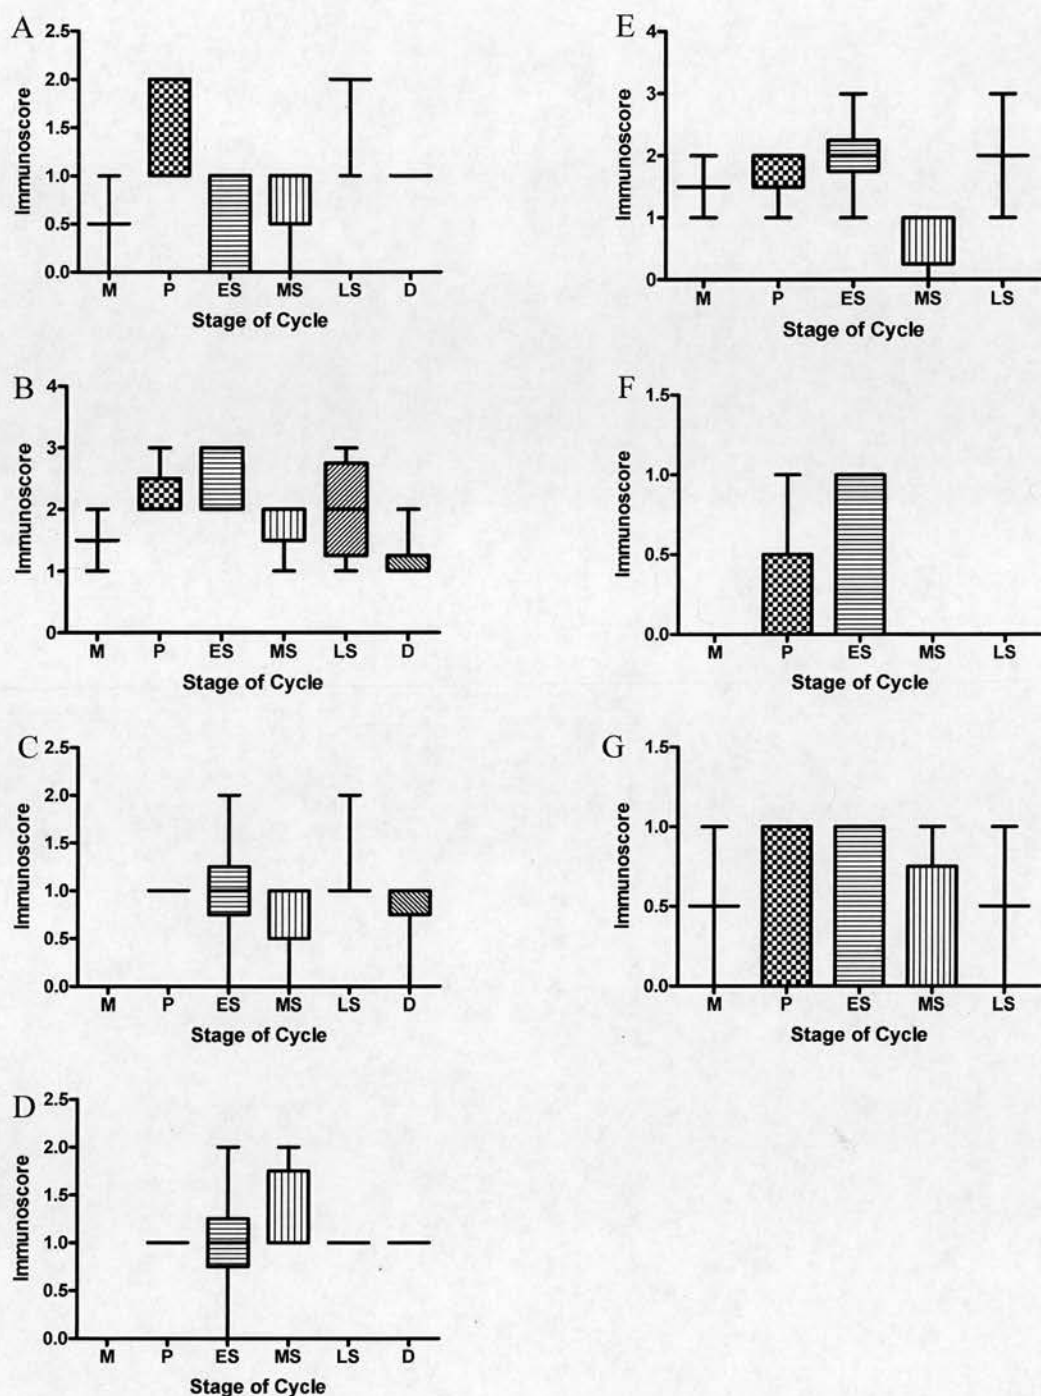 A
Immunoscore
2.5
2.0
1.5
1.0
0.5
0.0
M P ES MS LS D
Stage of Cycle
B
Immunoscore
4
3
2
1
0
M P ES MS LS D
Stage of Cycle
C
Immunoscore
2.5
2.0
1.5
1.0
0.5
0.0
M P ES MS LS D
Stage of Cycle
D
Immunoscore
2.5
2.0
1.5
1.0
0.5
0.0
M P ES MS LS D
Stage of Cycle
E
Immunoscore
4
3
2
1
0
M P ES MS LS
Stage of Cycle
F
Immunoscore
1.5
1.0
0.5
0.0
M P ES MS LS
Stage of Cycle
G
Immunoscore
1.5
1.0
0.5
0.0
M P ES MS LS
Stage of Cycle